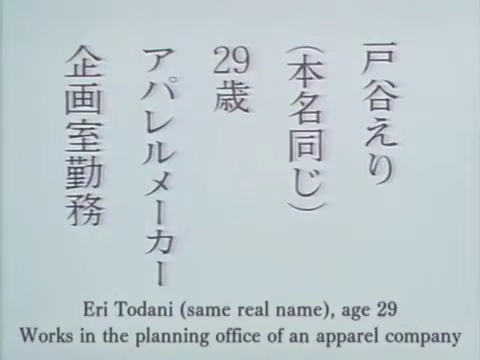 戸谷えり
(本名同じ)
29歳
アパレルメーカー
企画室勤務
Eri Todani (same real name), age 29
Works in the planning office of an apparel company